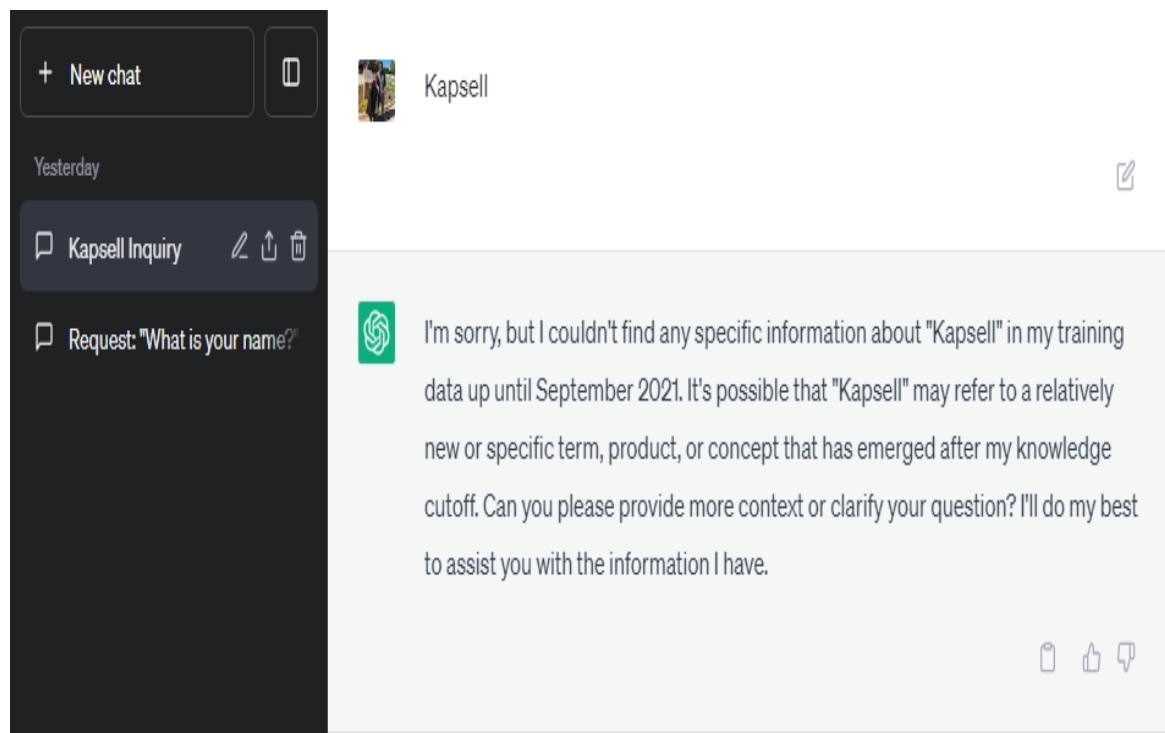 New chat
Yesterday
Kapsell Inquiry
Request: "What is your name?"
Kapsell
I'm sorry, but I couldn't find any specific information about "Kapsell" in my training
data up until September 2021. It's possible that "Kapsell" may refer to a relatively
new or specific term, product, or concept that has emerged after my knowledge
cutoff. Can you please provide more context or clarify your question? I'll do my best
to assist you with the information I have.